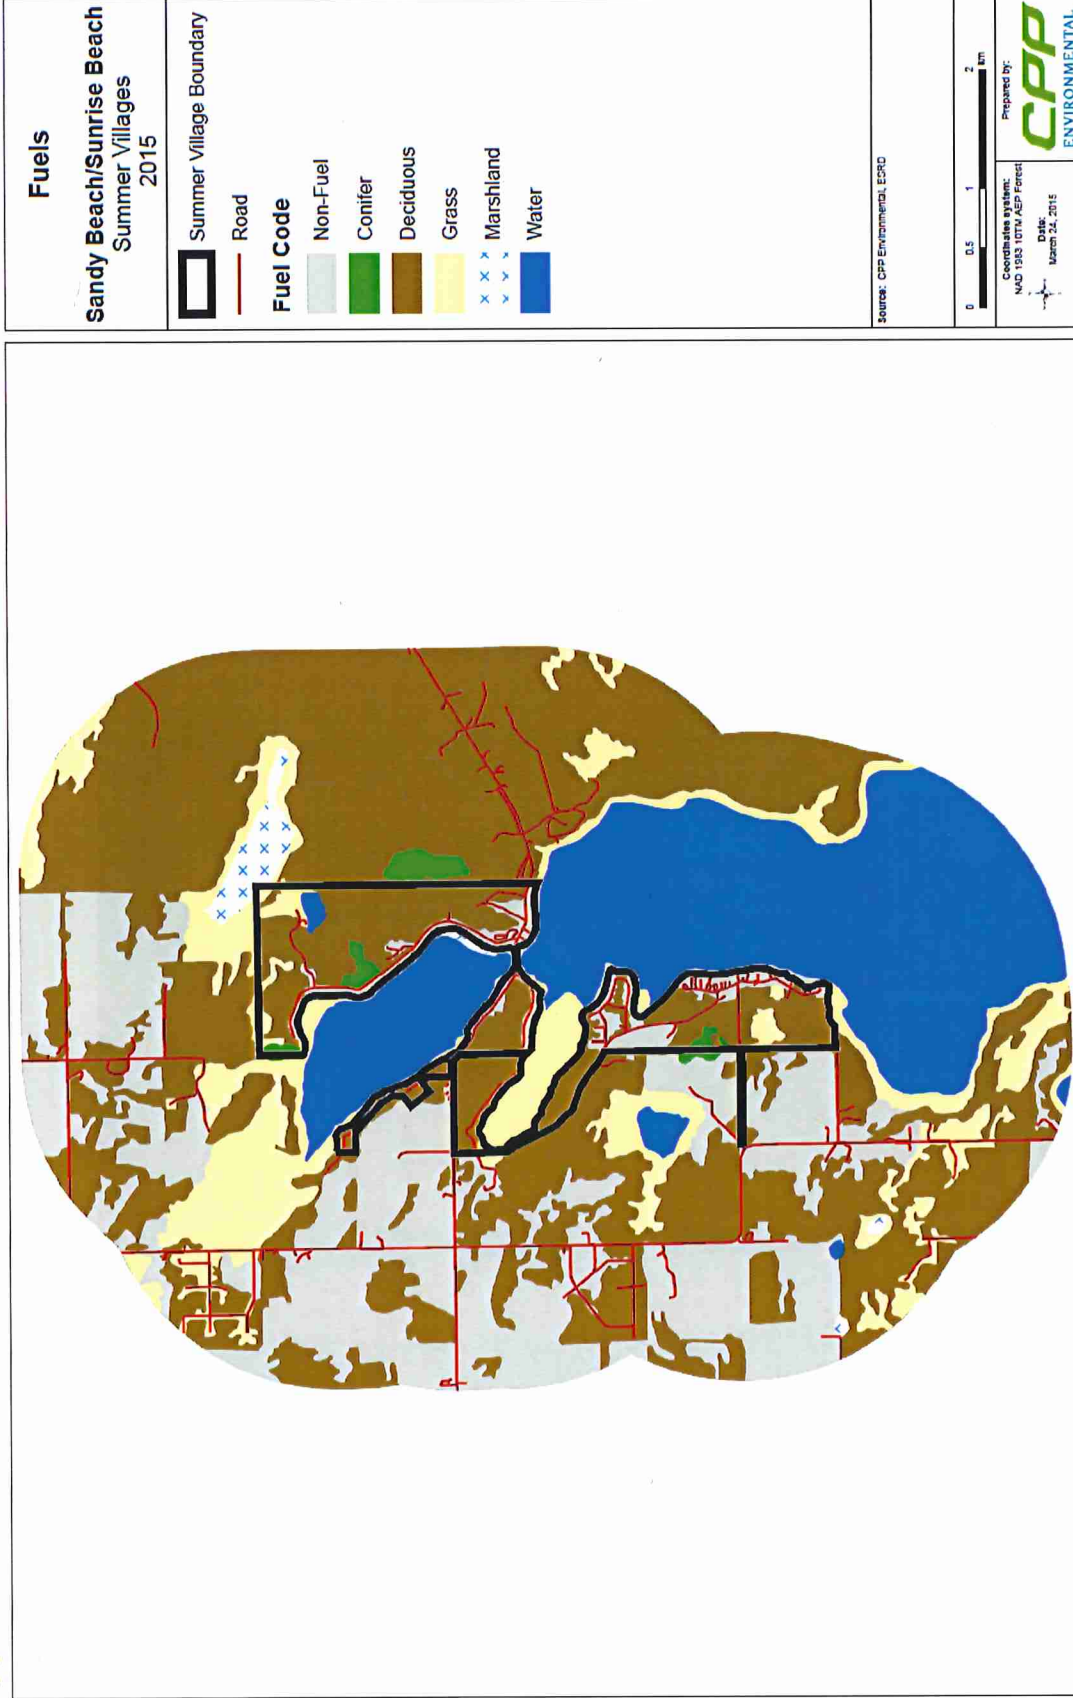 Fuels
Sandy Beach/Sunrise Beach
Summer Villages
2015
Summer Village Boundary
Road
Fuel Code
Non-Fuel
Conifer
Deciduous
Grass
Marshland
Water
Source: CPP Environmental, ESRD
0 0.5 1 2
km
Coordinates system:
NAD 1983 10TM AEP Forest
Date:
March 24, 2015
Prepared by:
CPP
ENVIRONMENTAL